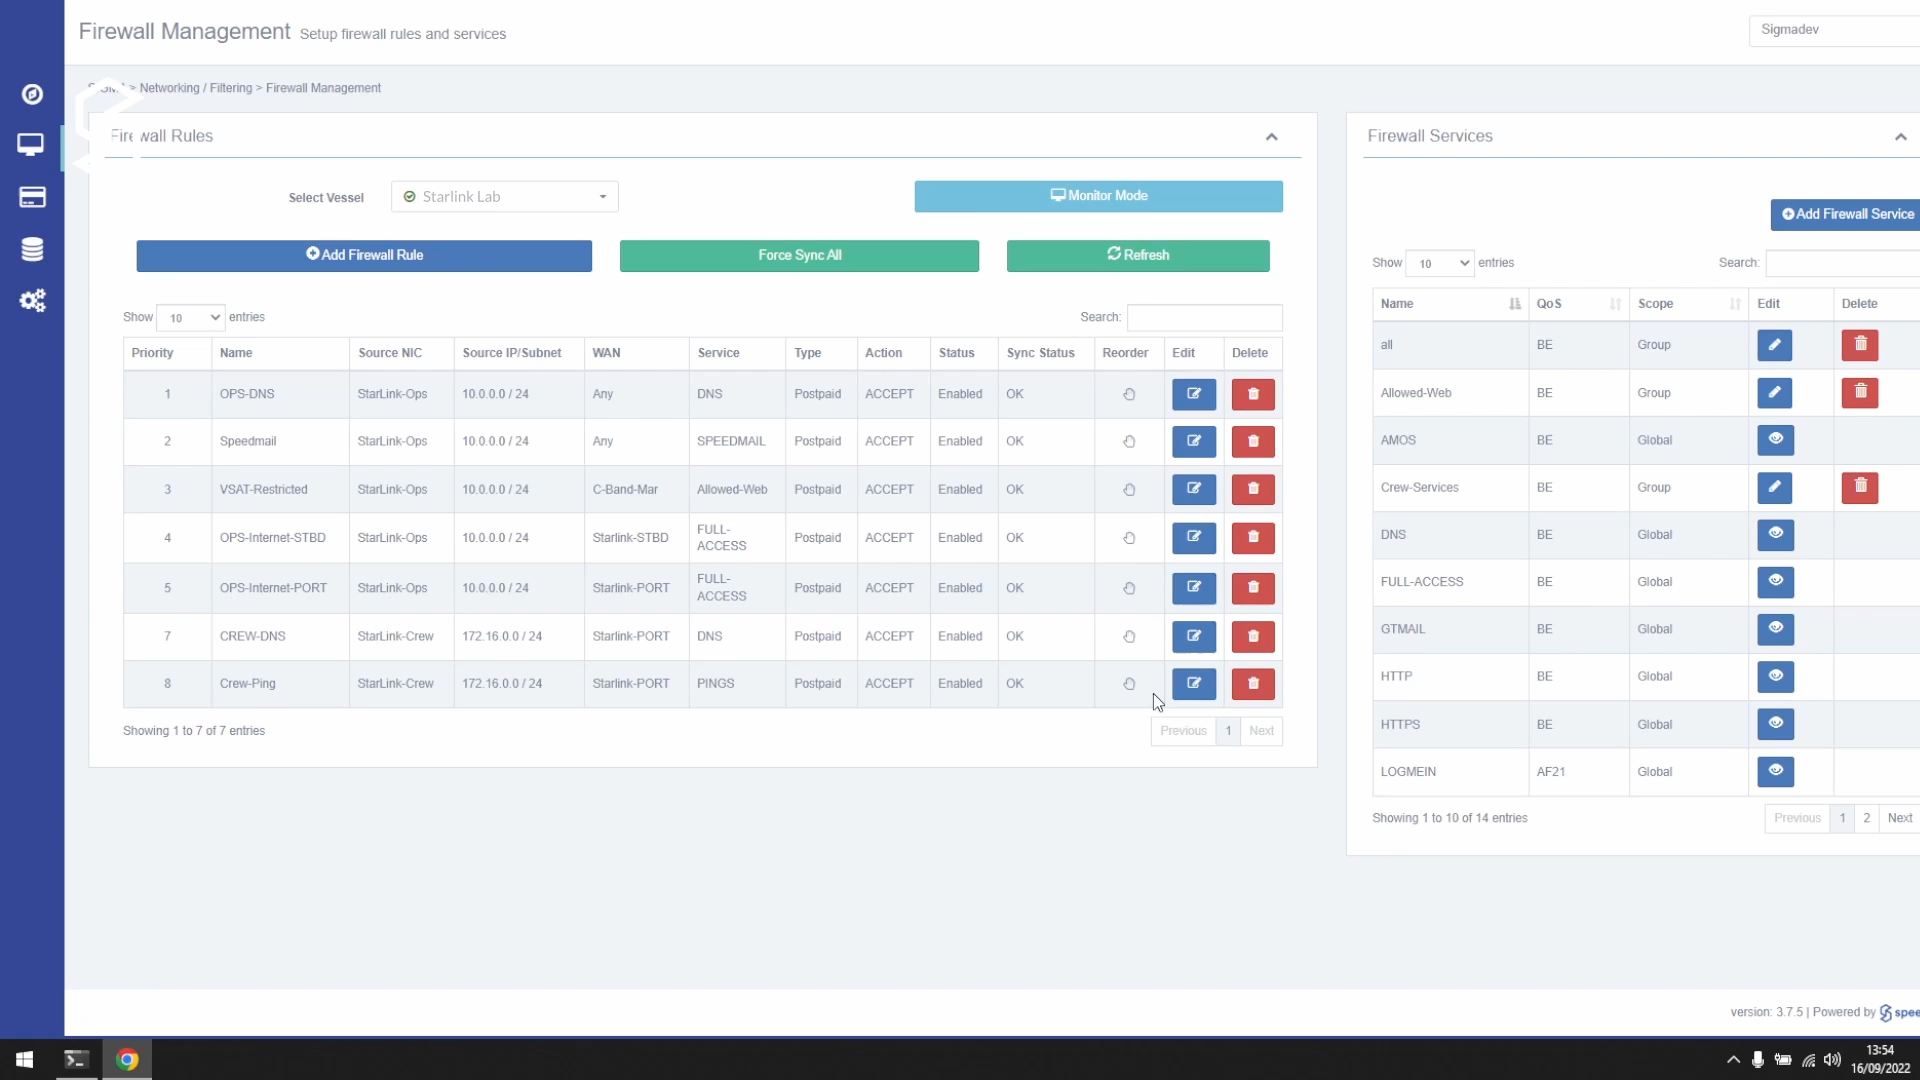 Firewall Management Setup firewall rules and services
Sigmadev
> Networking / Filtering > Firewall Management
Firewall Rules
Select Vessel Starlink Lab Monitor Mode
Add Firewall Rule Force Sync All Refresh
Show 10 entries Search:
Priority Name Source NIC Source IP/Subnet WAN Service Type Action Status Sync Status Reorder Edit Delete
1 OPS-DNS StarLink-Ops 10.0.0.0 / 24 Any DNS Postpaid ACCEPT Enabled OK
2 Speedmail StarLink-Ops 10.0.0.0 / 24 Any SPEEDMAIL Postpaid ACCEPT Enabled OK
3 VSAT-Restricted StarLink-Ops 10.0.0.0 / 24 C-Band-Mar Allowed-Web Postpaid ACCEPT Enabled OK
4 OPS-Internet-STBD StarLink-Ops 10.0.0.0 / 24 Starlink-STBD FULL-ACCESS Postpaid ACCEPT Enabled OK
5 OPS-Internet-PORT StarLink-Ops 10.0.0.0 / 24 Starlink-PORT FULL-ACCESS Postpaid ACCEPT Enabled OK
7 CREW-DNS StarLink-Crew 172.16.0.0 / 24 Starlink-PORT DNS Postpaid ACCEPT Enabled OK
8 Crew-Ping StarLink-Crew 172.16.0.0 / 24 Starlink-PORT PINGS Postpaid ACCEPT Enabled OK
Showing 1 to 7 of 7 entries Previous 1 Next
Firewall Services
Add Firewall Service
Show 10 entries Search:
Name QoS Scope Edit Delete
all BE Group
Allowed-Web BE Group
AMOS BE Global
Crew-Services BE Group
DNS BE Global
FULL-ACCESS BE Global
GTMAIL BE Global
HTTP BE Global
HTTPS BE Global
LOGMEIN AF21 Global
Showing 1 to 10 of 14 entries Previous 1 2 Next
version: 3.7.5 | Powered by spee
13:54
16/09/2022